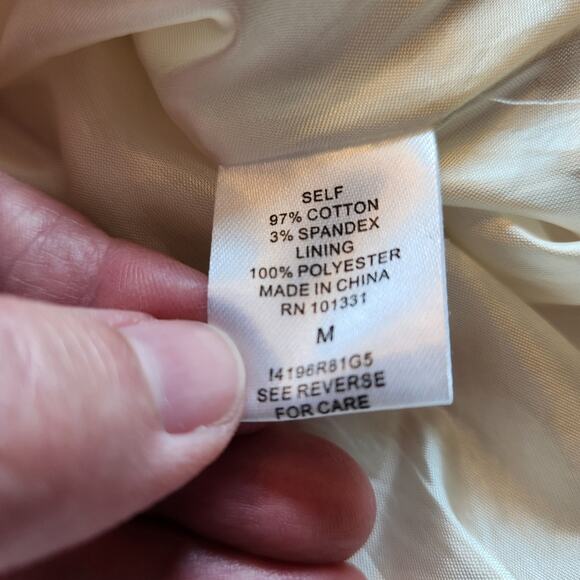 SELF
97% COTTON
3% SPANDEX
LINING
100% POLYESTER
MADE IN CHINA
RN 101331
M
I4196R81G5
SEE REVERSE
FOR CARE